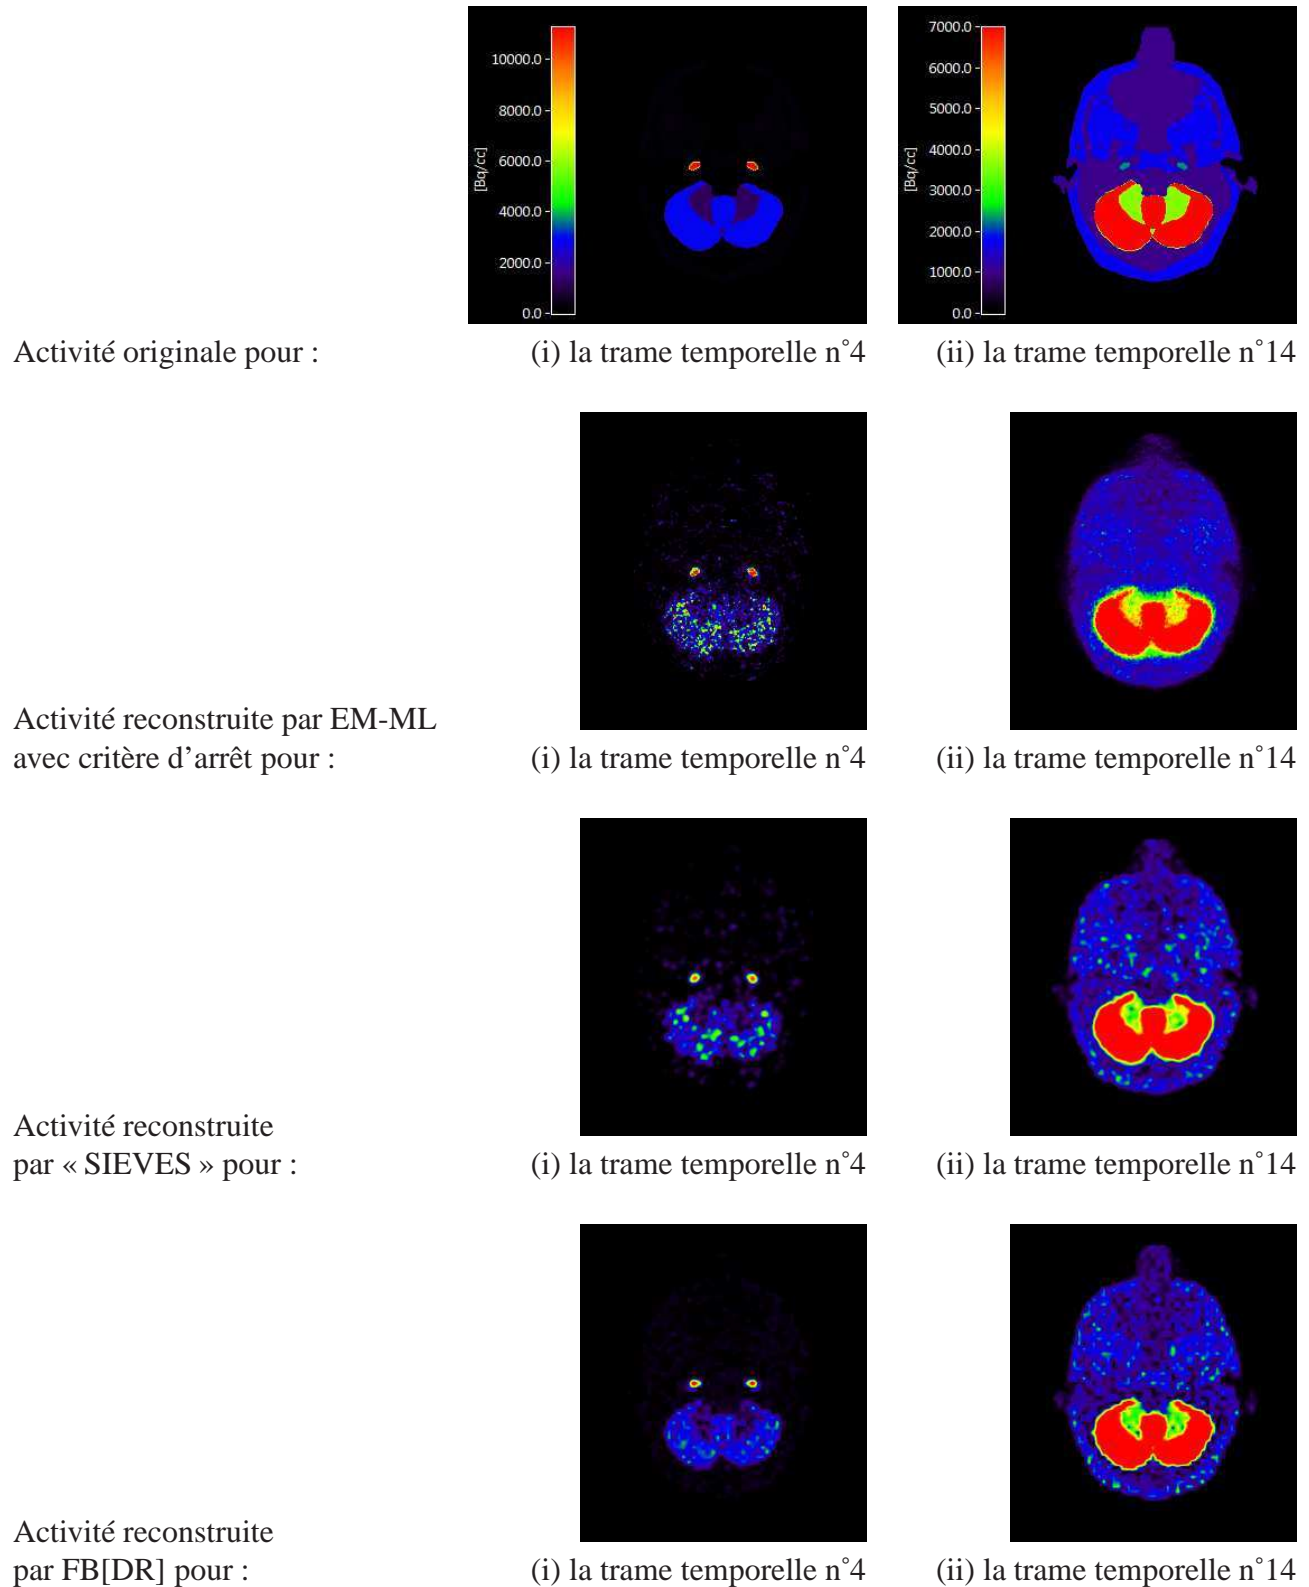 10000.0
8000.0
6000.0
4000.0
2000.0
0.0
[Bq/cc]
7000.0
6000.0
5000.0
4000.0
3000.0
2000.0
1000.0
0.0
[Bq/cc]
Activité originale pour :
(i) la trame temporelle n°4
(ii) la trame temporelle n°14
Activité reconstruite par EM-ML
avec critère d’arrêt pour :
(i) la trame temporelle n°4
(ii) la trame temporelle n°14
Activité reconstruite
par « SIEVES » pour :
(i) la trame temporelle n°4
(ii) la trame temporelle n°14
Activité reconstruite
par FB[DR] pour :
(i) la trame temporelle n°4
(ii) la trame temporelle n°14